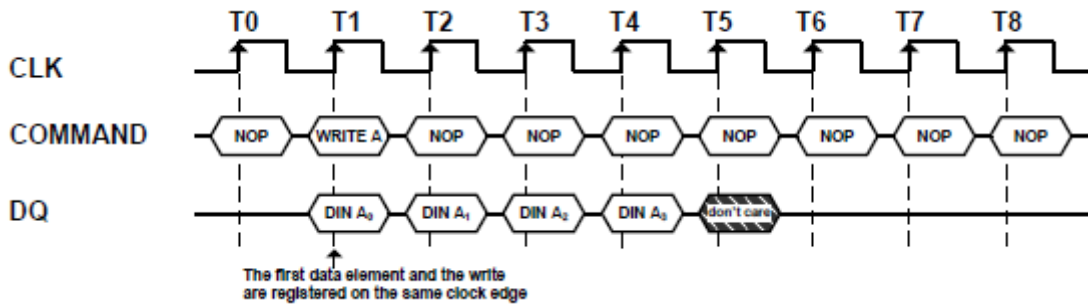 T0 T1 T2 T3 T4 T5 T6 T7 T8
CLK
COMMAND NOP WRITE A NOP NOP NOP NOP NOP NOP NOP
DQ DIN A₀ DIN A₁ DIN A₂ DIN A₃ don't care
The first data element and the write
are registered on the same clock edge